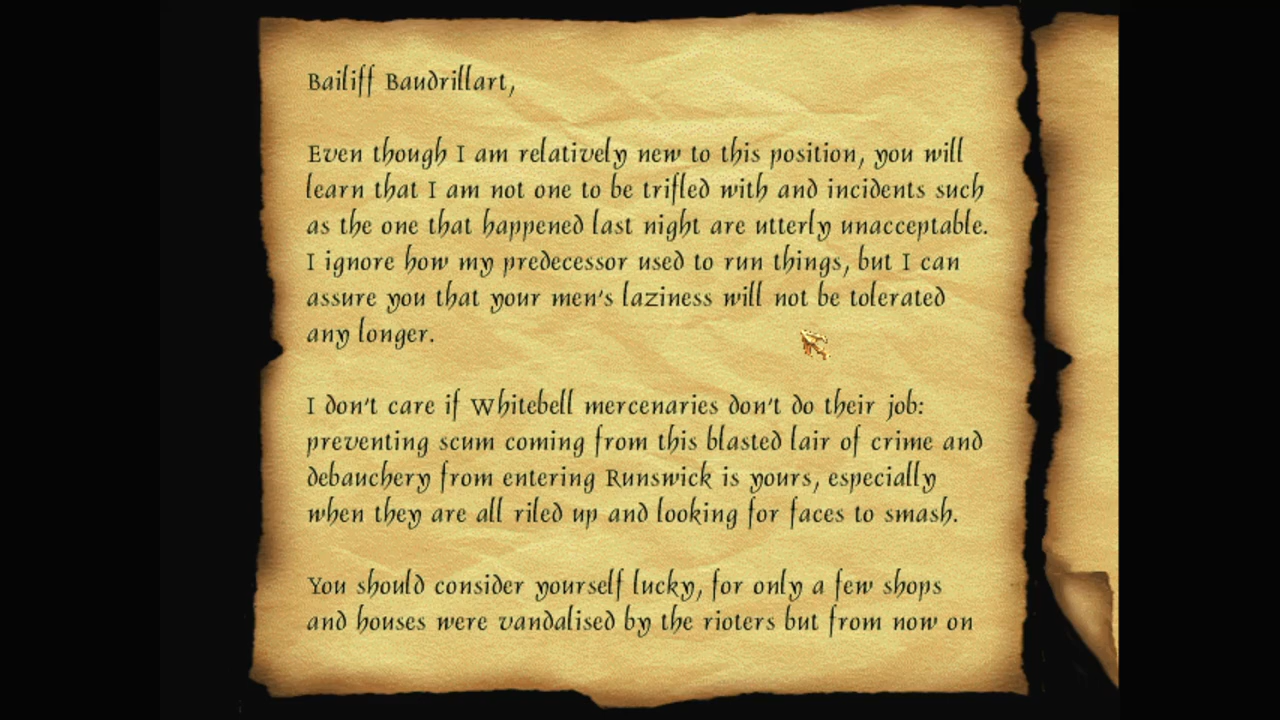 Bailiff Baudrillart,
Even though I am relatively new to this position, you will
learn that I am not one to be trifled with and incidents such
as the one that happened last night are utterly unacceptable.
I ignore how my predecessor used to run things, but I can
assure you that your men's laziness will not be tolerated
any longer.
I don't care if Whitebell mercenaries don't do their job:
preventing scum coming from this blasted lair of crime and
debauchery from entering Runswick is yours, especially
when they are all riled up and looking for faces to smash.
You should consider yourself lucky, for only a few shops
and houses were vandalised by the rioters but from now on